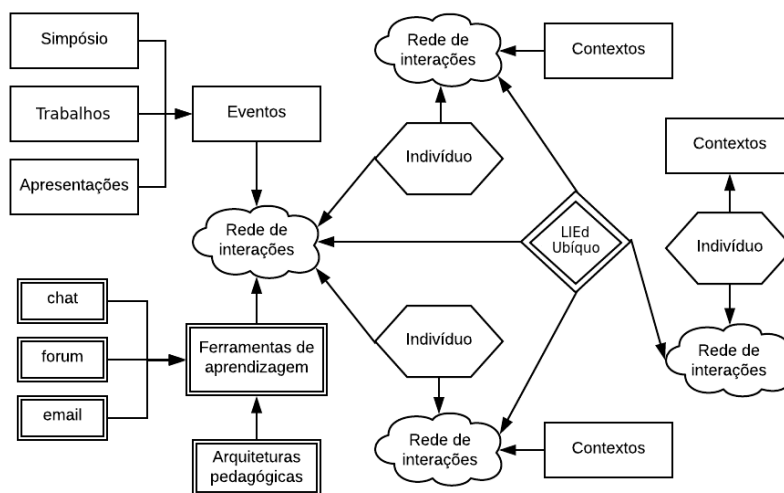 Simpósio
Trabalhos
Apresentações
Eventos
Rede de
interações
Contextos
Indivíduo
Rede de
interações
LIEd
Ubíquo
Contextos
Indivíduo
Rede de
interações
chat
forum
email
Ferramentas de
aprendizagem
Arquiteturas
pedagógicas
Indivíduo
Rede de
interações
Contextos